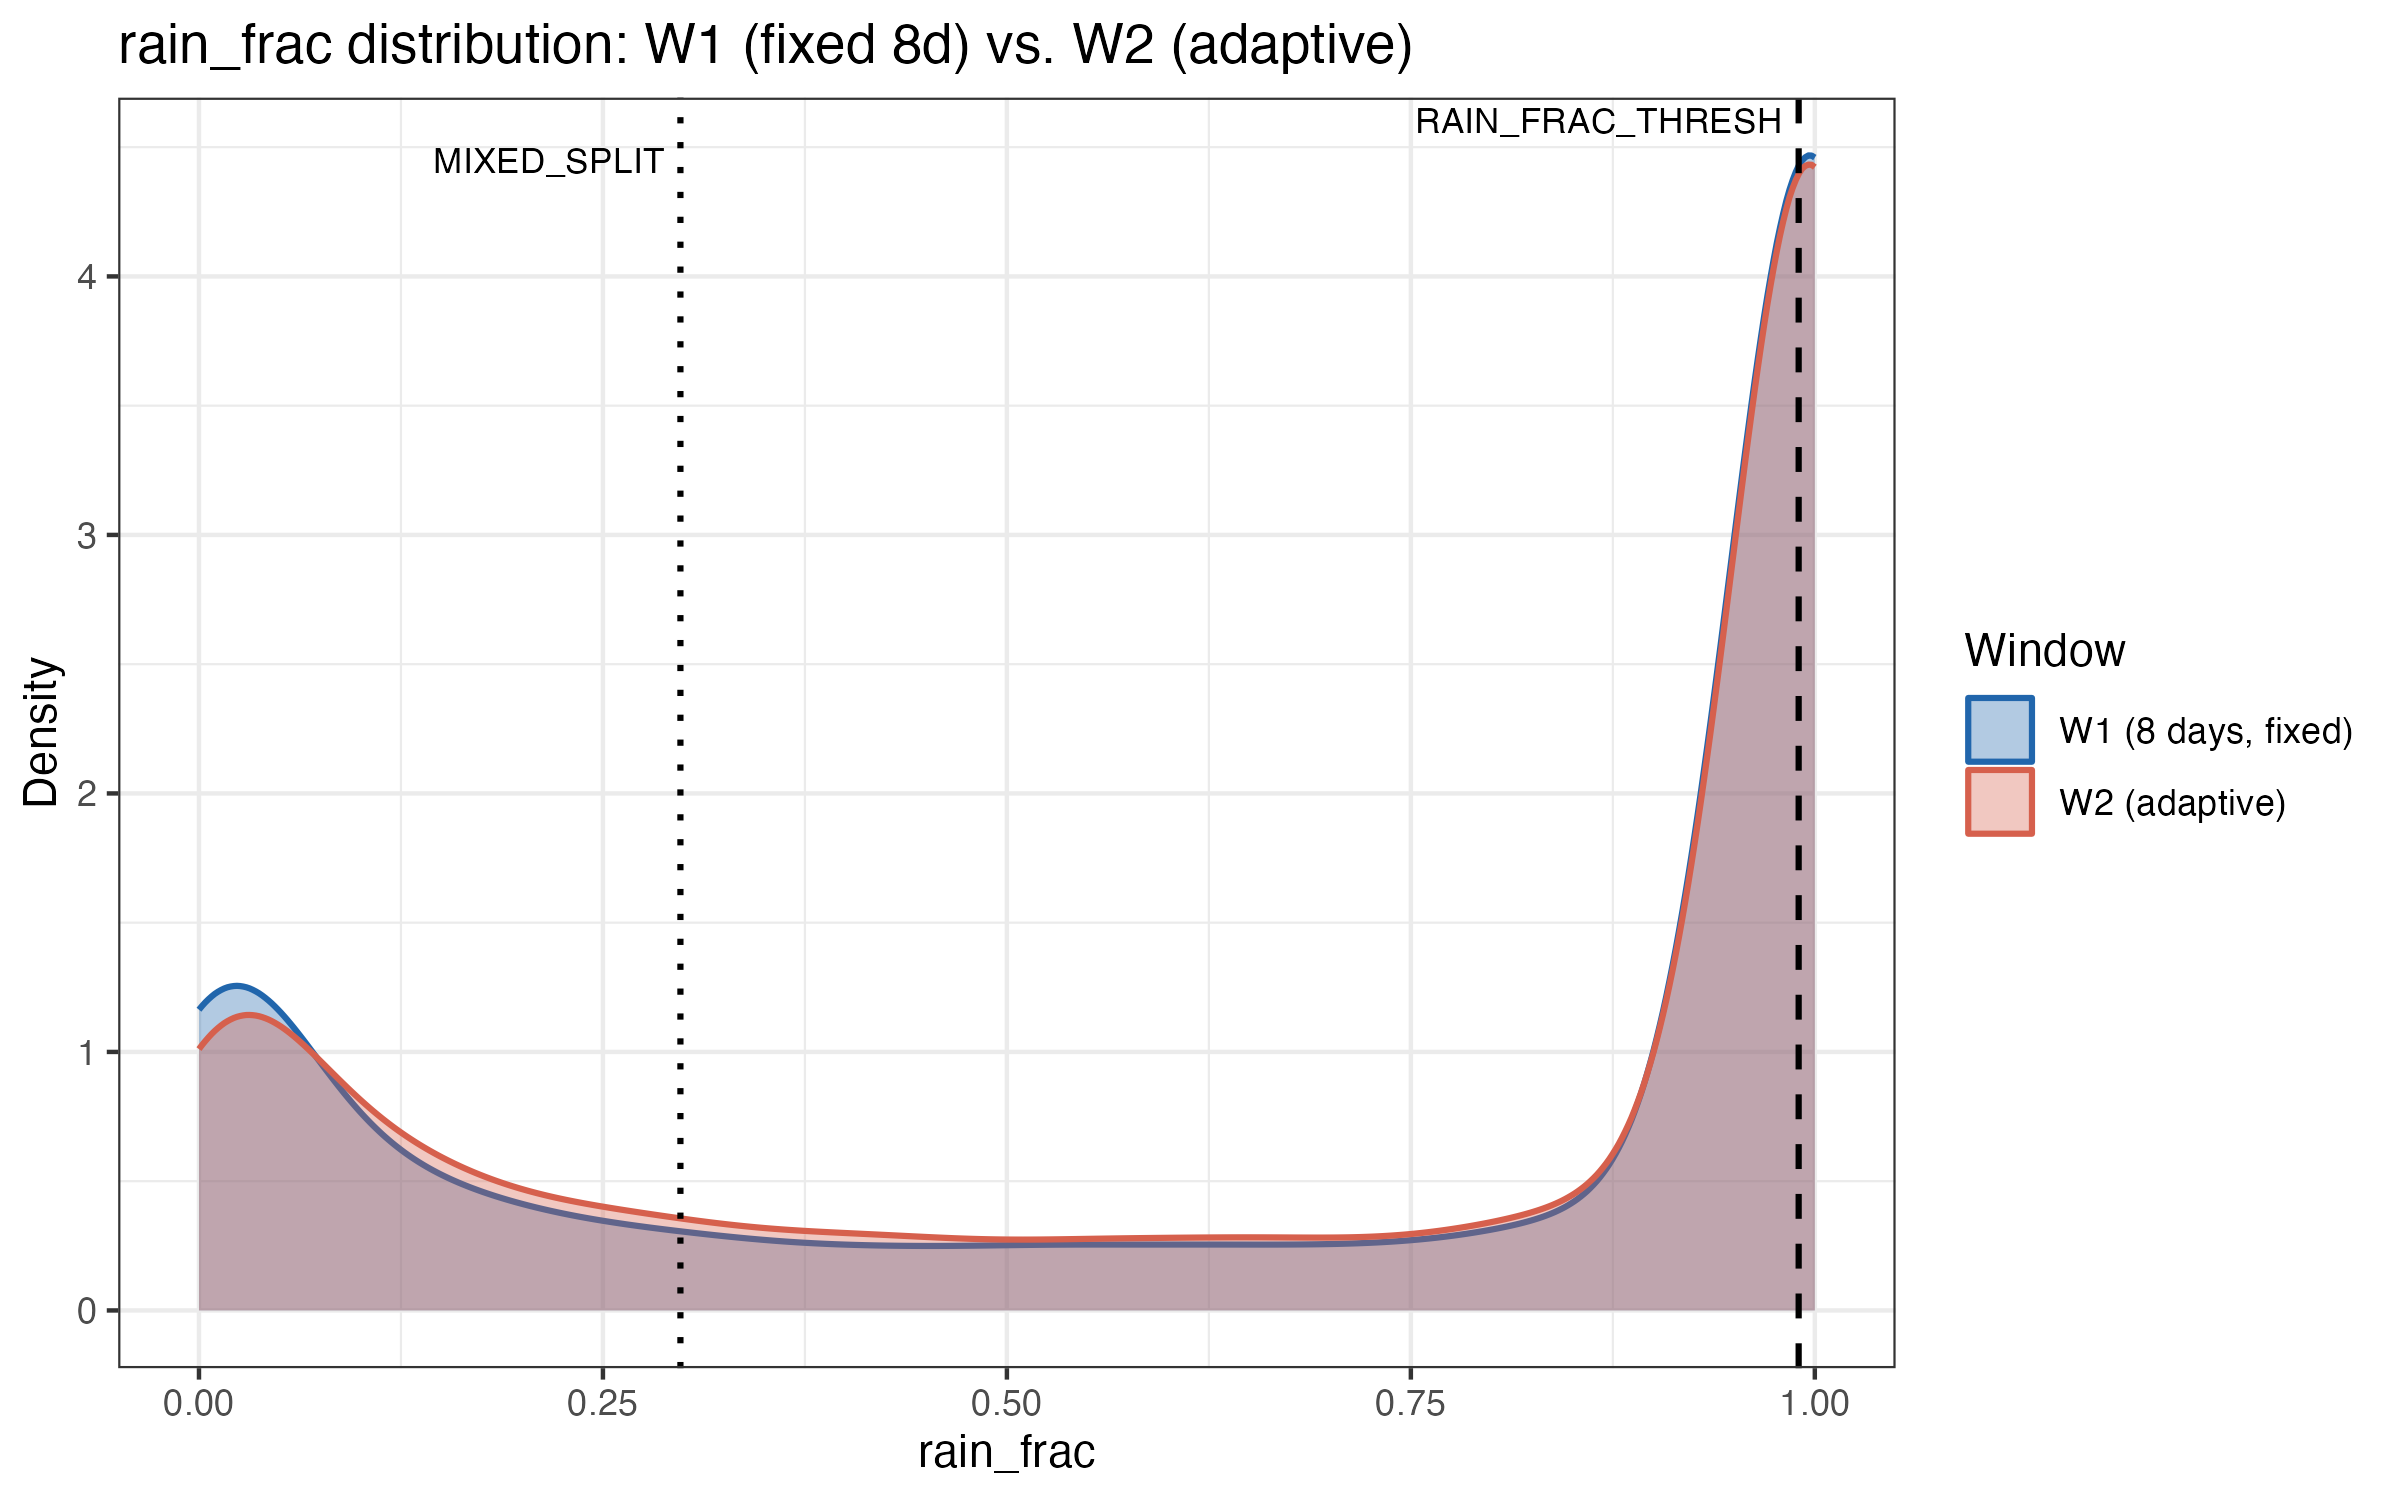 rain_frac distribution: W1 (fixed 8d) vs. W2 (adaptive)
RAIN_FRAC_THRESH
MIXED_SPLIT
4
3
2
1
0
Density
0.00 0.25 0.50 0.75 1.00
rain_frac
Window
W1 (8 days, fixed)
W2 (adaptive)